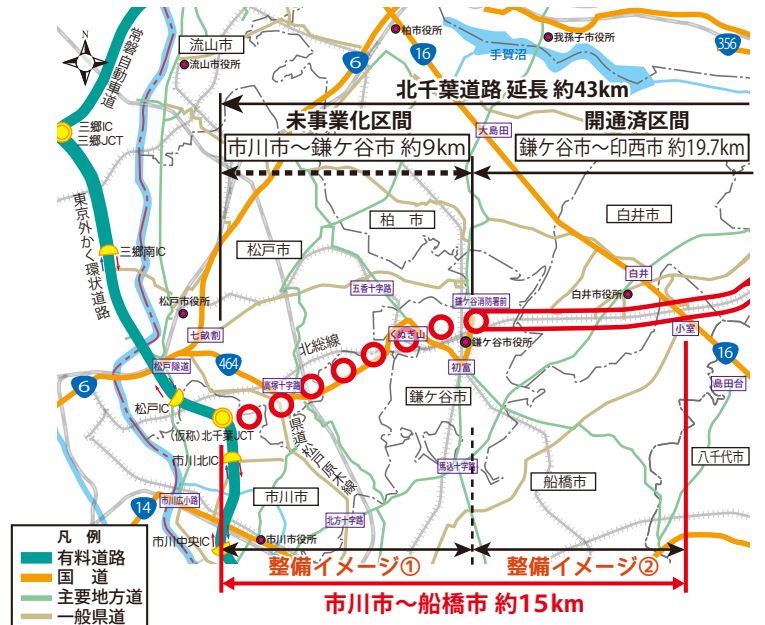 常磐自動車道
N
流山市
流山市役所
6
柏市役所
16
我孫子市役所
手賀沼
356
北千葉道路 延長 約43km
未事業化区間
開通済区間
大島田
市川市～鎌ケ谷市 約9km
鎌ケ谷市～印西市 約19.7km
三郷IC
三郷JCT
東京外かく環状道路
三郷南IC
松戸市
柏 市
白井市
五香十字路
鎌ケ谷消防署前
白井
白井市役所
松戸市役所
七畝割
北総線
くぬぎ山
鎌ケ谷市役所
小室
初富
16
松戸隧道
464
高塚十字路
島田台
6
松戸IC
鎌ケ谷市
(仮称)北千葉JCT
県道 松戸原木線
市川北IC
馬込十字路
八千代市
船橋市
市川市
14
市川広小路
北方十字路
市川中央IC
市川市役所
凡 例
有料道路
国 道
主要地方道
一般県道
整備イメージ①
整備イメージ②
市川市～船橋市 約15km